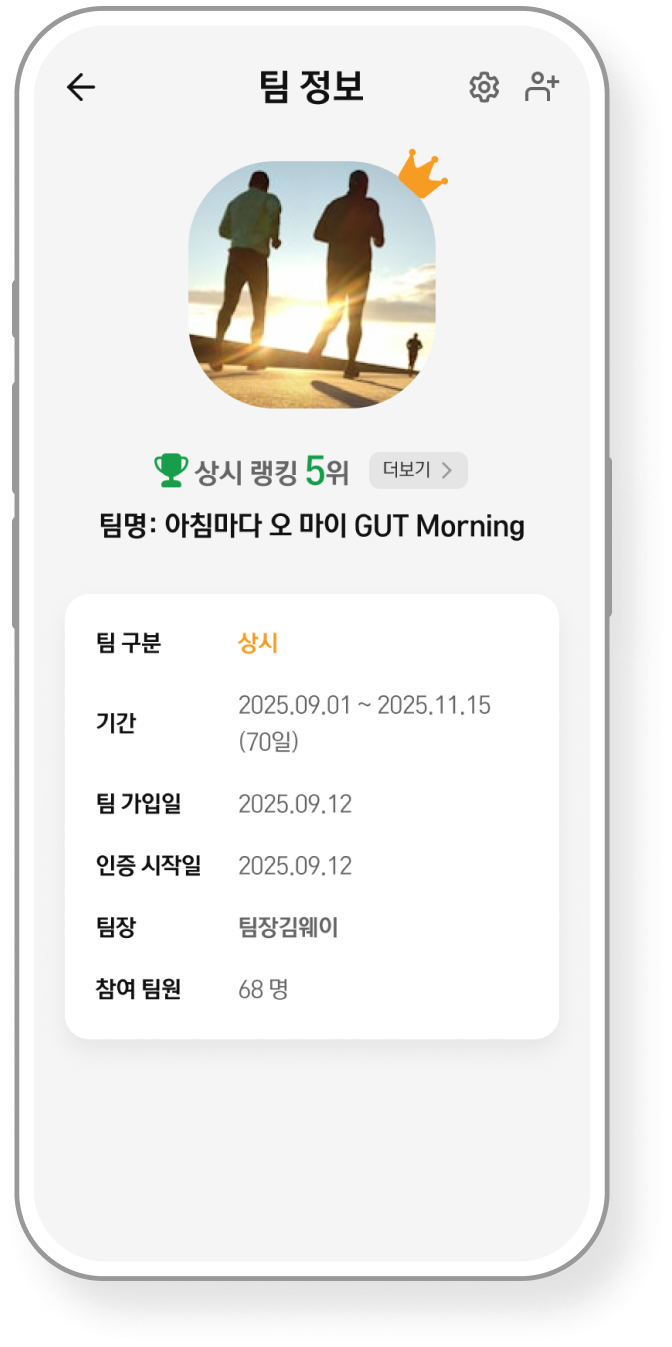 팀 정보
상시 랭킹 5위 더보기
팀명: 아침마다 오 마이 GUT Morning
팀 구분 상시
기간 2025.09.01 ~ 2025.11.15
(70일)
팀 가입일 2025.09.12
인증 시작일 2025.09.12
팀장 팀장김웨이
참여 팀원 68 명